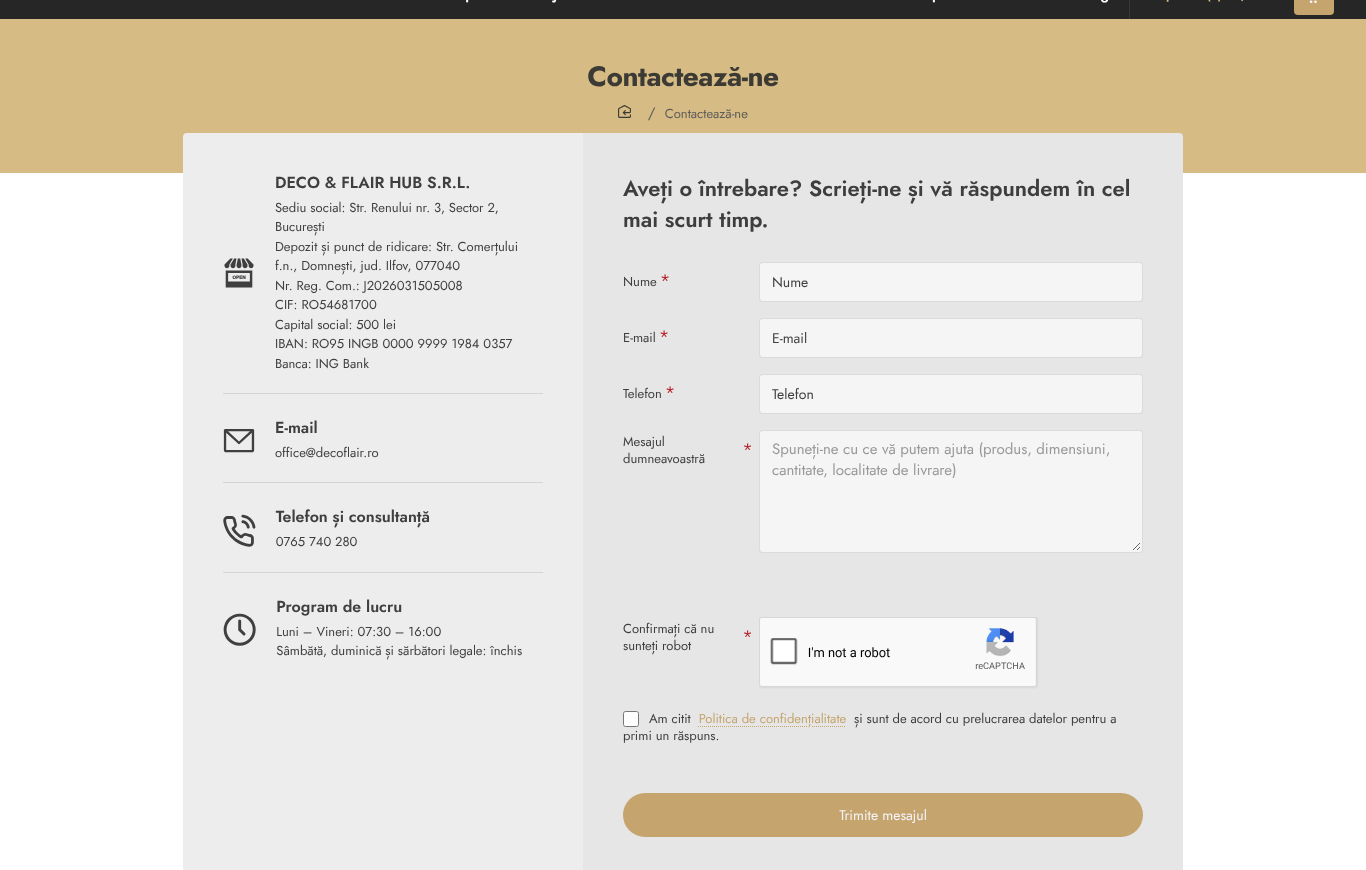 Contactează-ne
/ Contactează-ne
DECO & FLAIR HUB S.R.L.
Sediu social: Str. Renului nr. 3, Sector 2,
București
Depozit și punct de ridicare: Str. Comerțului
f.n., Domnești, jud. Ilfov, 077040
Nr. Reg. Com.: J2026031505008
CIF: RO54681700
Capital social: 500 lei
IBAN: RO95 INGB 0000 9999 1984 0357
Banca: ING Bank
OPEN
E-mail
office@decoflair.ro
Telefon și consultanță
0765 740 280
Program de lucru
Luni – Vineri: 07:30 – 16:00
Sâmbătă, duminică și sărbători legale: închis
Aveți o întrebare? Scrieți-ne și vă răspundem în cel
mai scurt timp.
Nume * Nume
E-mail * E-mail
Telefon * Telefon
Mesajul
dumneavoastră *
Spuneți-ne cu ce vă putem ajuta (produs, dimensiuni,
cantitate, localitate de livrare)
Confirmați că nu
sunteți robot *
I'm not a robot
reCAPTCHA
Am citit Politica de confidențialitate și sunt de acord cu prelucrarea datelor pentru a
primi un răspuns.
Trimite mesajul